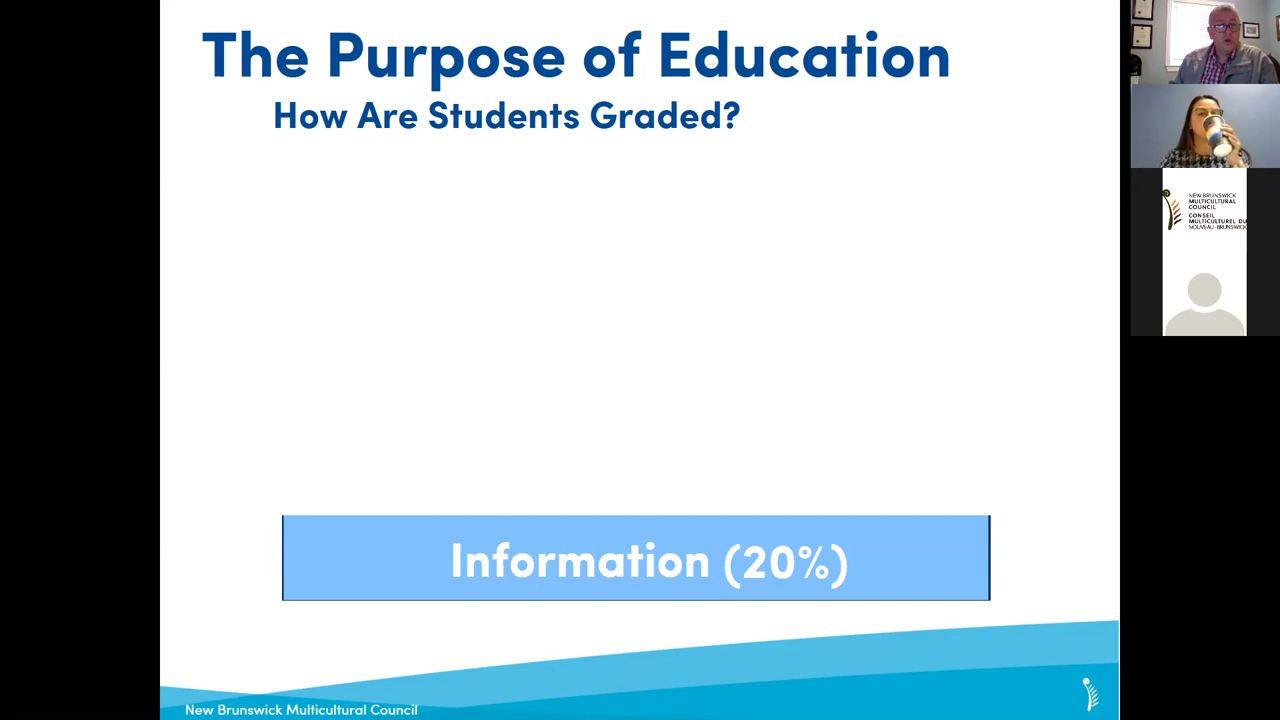 The Purpose of Education
How Are Students Graded?
Information (20%)
New Brunswick Multicultural Council
NEW BRUNSWICK
MULTICULTURAL
COUNCIL
CONSEIL
MULTICULTUREL DU
NOUVEAU-BRUNSWICK